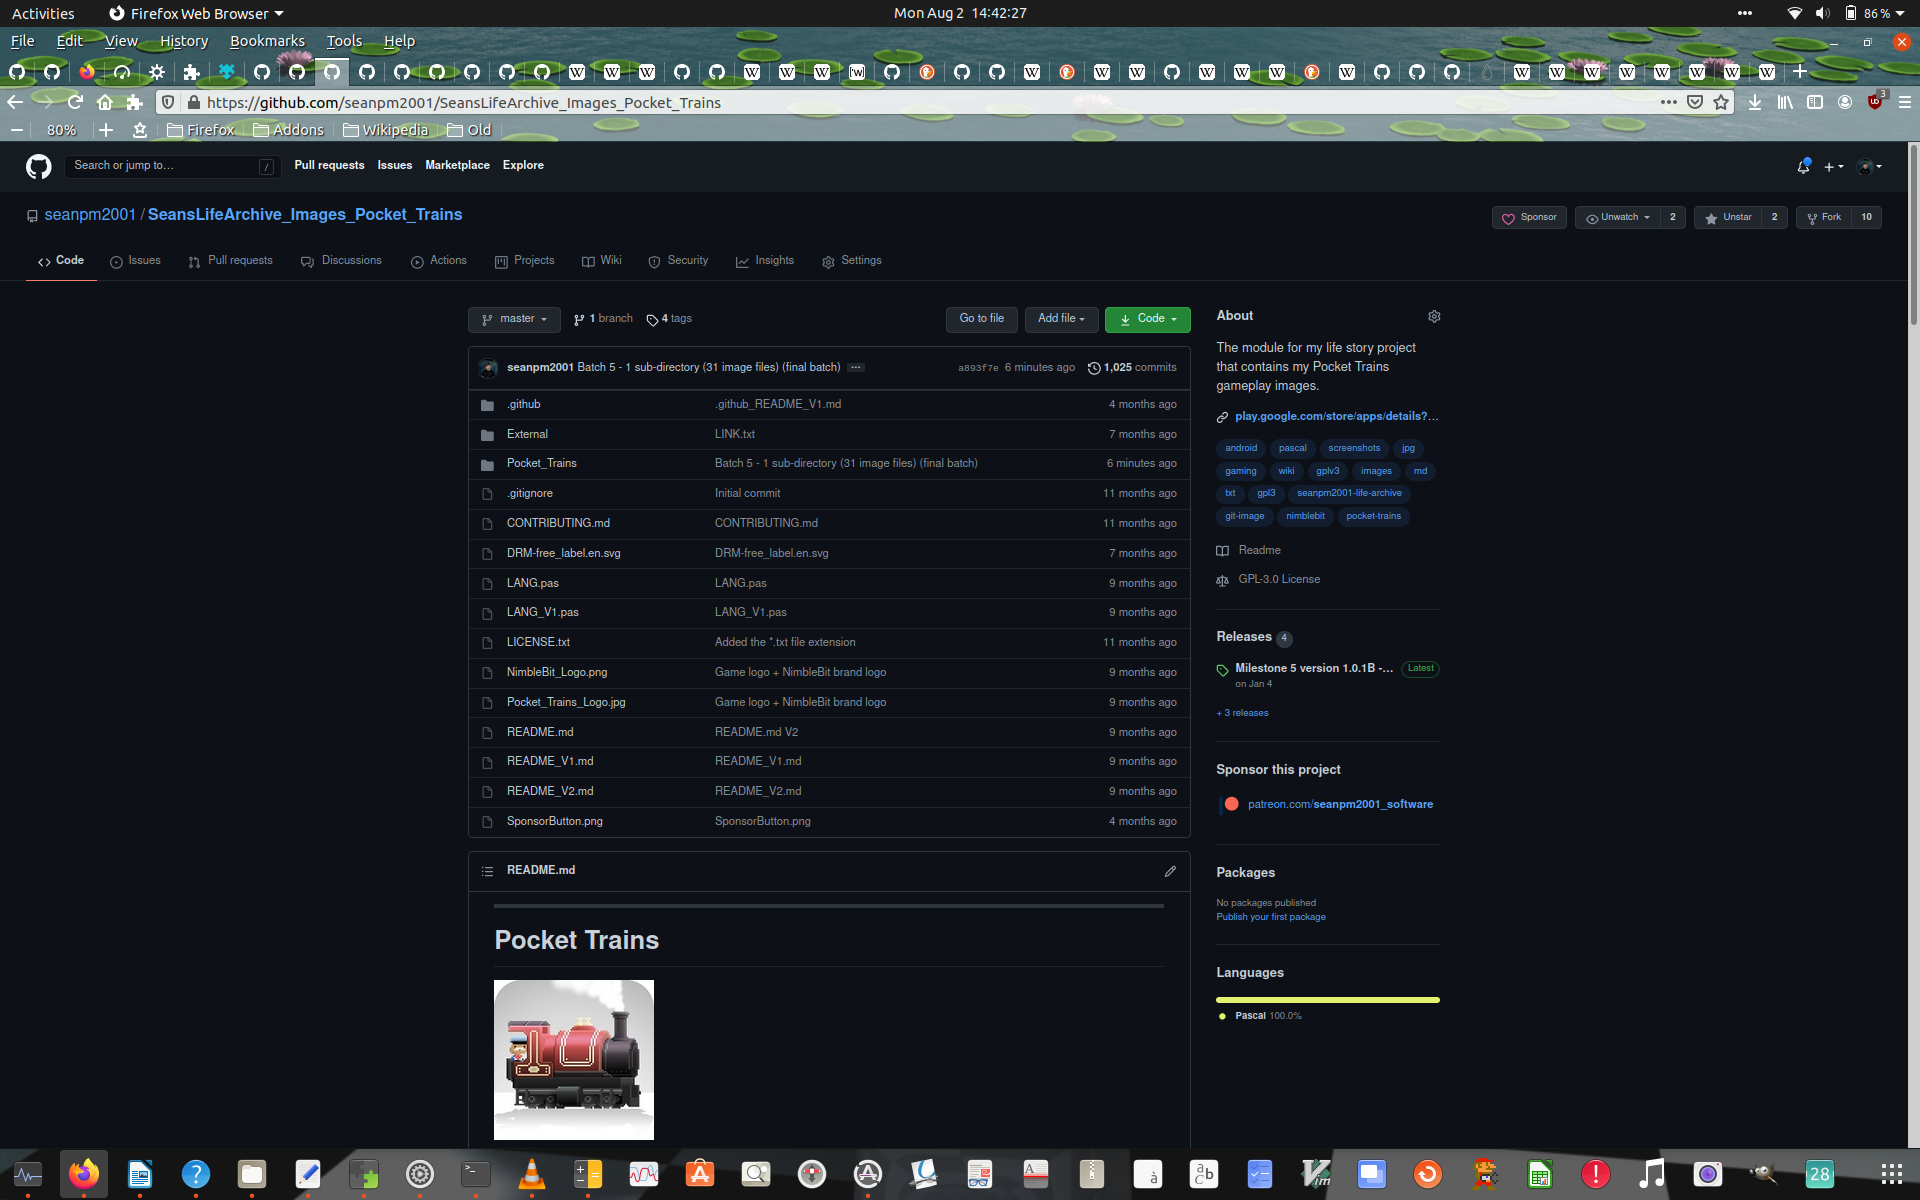 Activities Firefox Web Browser Mon Aug 2 14:42:27 86 %
File Edit View History Bookmarks Tools Help
https://github.com/seanpm2001/SeansLifeArchive_Images_Pocket_Trains 3
80% Firefox Addons Wikipedia Old
Search or jump to… / Pull requests Issues Marketplace Explore
seanpm2001 / SeansLifeArchive_Images_Pocket_Trains Sponsor Unwatch 2 Unstar 2 Fork 10
Code Issues Pull requests Discussions Actions Projects Wiki Security Insights Settings
master 1 branch 4 tags Go to file Add file Code
seanpm2001 Batch 5 - 1 sub-directory (31 image files) (final batch) ··· a893f7e 6 minutes ago 1,025 commits
.github .github_README_V1.md 4 months ago
External LINK.txt 7 months ago
Pocket_Trains Batch 5 - 1 sub-directory (31 image files) (final batch) 6 minutes ago
.gitignore Initial commit 11 months ago
CONTRIBUTING.md CONTRIBUTING.md 11 months ago
DRM-free_label.en.svg DRM-free_label.en.svg 7 months ago
LANG.pas LANG.pas 9 months ago
LANG_V1.pas LANG_V1.pas 9 months ago
LICENSE.txt Added the *.txt file extension 11 months ago
NimbleBit_Logo.png Game logo + NimbleBit brand logo 9 months ago
Pocket_Trains_Logo.jpg Game logo + NimbleBit brand logo 9 months ago
README.md README.md V2 9 months ago
README_V1.md README_V1.md 9 months ago
README_V2.md README_V2.md 9 months ago
SponsorButton.png SponsorButton.png 4 months ago
README.md
Pocket Trains
About
The module for my life story project
that contains my Pocket Trains
gameplay images.
play.google.com/store/apps/details?…
android pascal screenshots jpg
gaming wiki gplv3 images md
txt gpl3 seanpm2001-life-archive
git-image nimblebit pocket-trains
Readme
GPL-3.0 License
Releases 4
Milestone 5 version 1.0.1B -… Latest
on Jan 4
+ 3 releases
Sponsor this project
patreon.com/seanpm2001_software
Packages
No packages published
Publish your first package
Languages
Pascal 100.0%
28